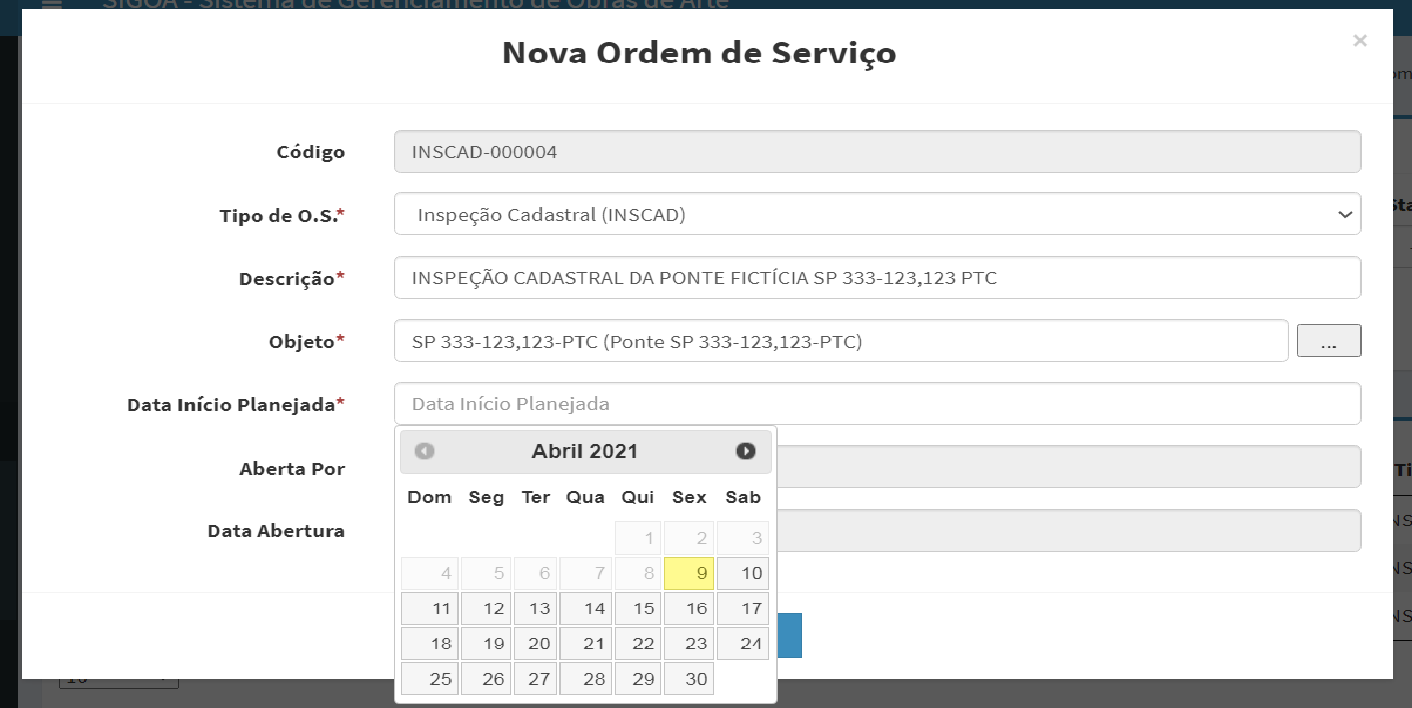 SIGOA - Sistema de Gerenciamento de Obras de Arte
Nova Ordem de Serviço
×
Código
INSCAD-000004
Tipo de O.S.*
Inspeção Cadastral (INSCAD)
Descrição*
INSPEÇÃO CADASTRAL DA PONTE FICTÍCIA SP 333-123,123 PTC
Objeto*
SP 333-123,123-PTC (Ponte SP 333-123,123-PTC)
...
Data Início Planejada*
Data Início Planejada
Abril 2021
Dom Seg Ter Qua Qui Sex Sab
1 2 3
4 5 6 7 8 9 10
11 12 13 14 15 16 17
18 19 20 21 22 23 24
25 26 27 28 29 30
Aberta Por
Data Abertura